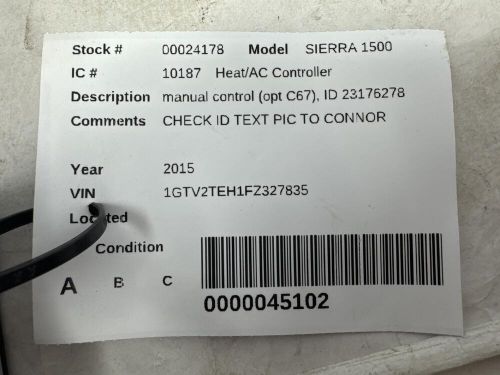 Stock # 00024178 Model SIERRA 1500
IC # 10187 Heat/AC Controller
Description manual control (opt C67), ID 23176278
Comments CHECK ID TEXT PIC TO CONNOR
Year 2015
VIN 1GTV2TEH1FZ327835
Located
Condition
A B C
0000045102